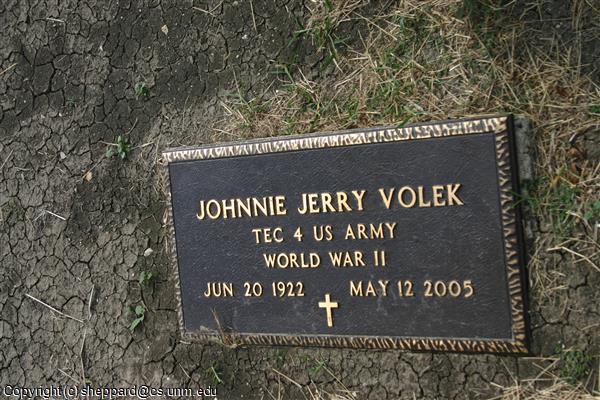 JOHNNIE JERRY VOLEK
TEC 4 US ARMY
WORLD WAR II
JUN 20 1922 MAY 12 2005
Copyright (c) sheppard@cs.unm.edu